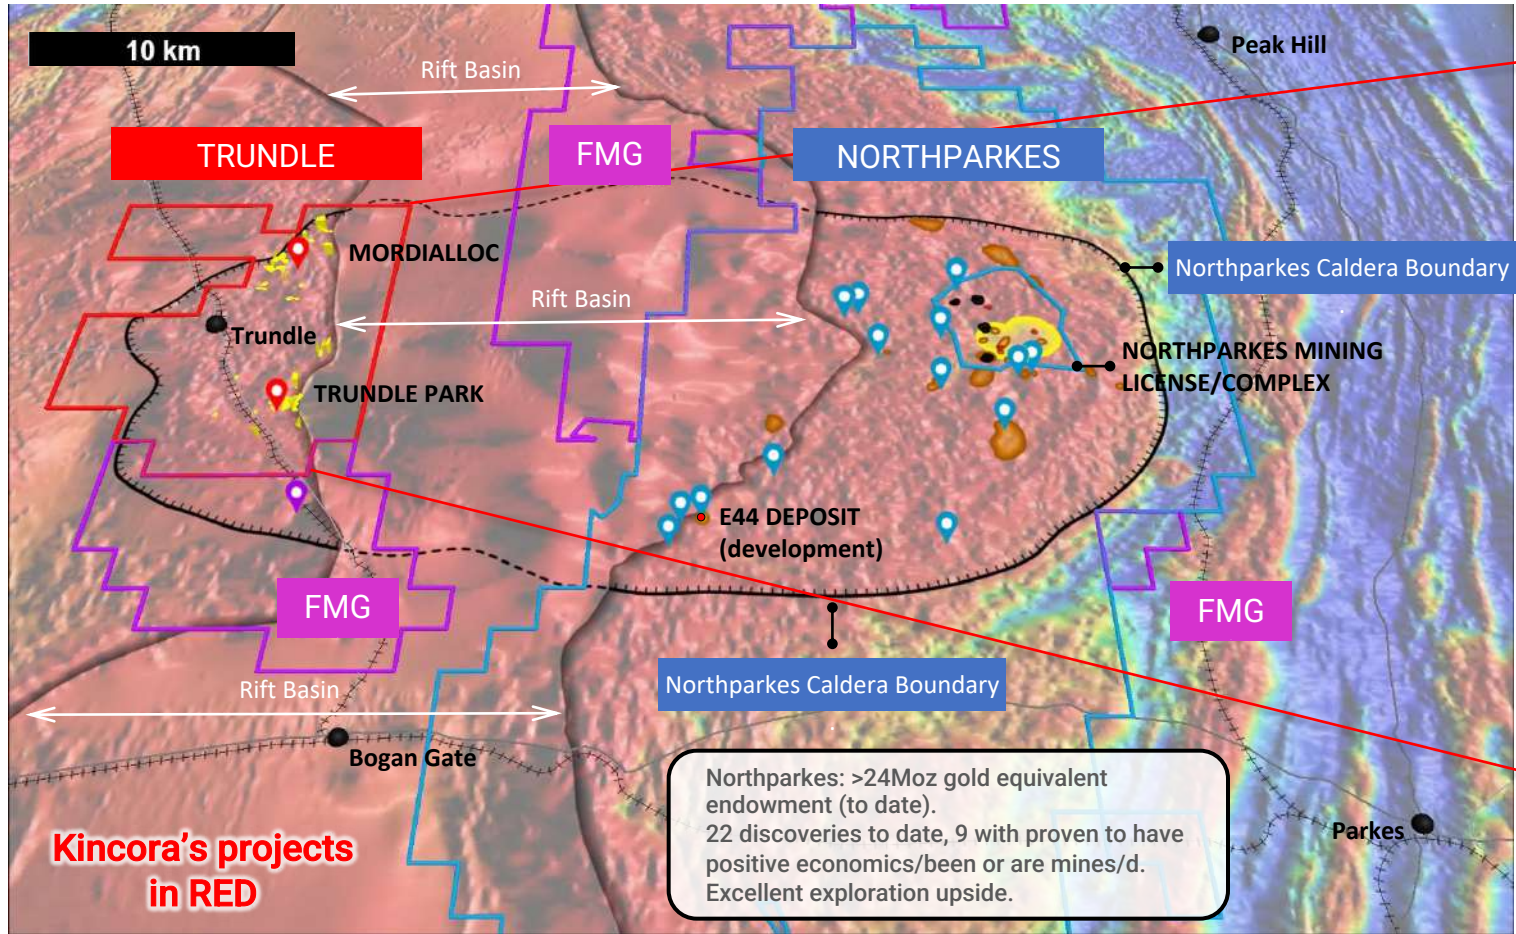 10 km
Peak Hill
Rift Basin
TRUNDLE
FMG
NORTHPARKES
MORDIALLOC
Northparkes Caldera Boundary
Rift Basin
Trundle
NORTHPARKES MINING
LICENSE/COMPLEX
TRUNDLE PARK
E44 DEPOSIT
(development)
FMG
FMG
Rift Basin
Northparkes Caldera Boundary
Bogan Gate
Northparkes: >24Moz gold equivalent
endowment (to date).
22 discoveries to date, 9 with proven to have
positive economics/been or are mines/d.
Excellent exploration upside.
Parkes
Kincora’s projects
in RED